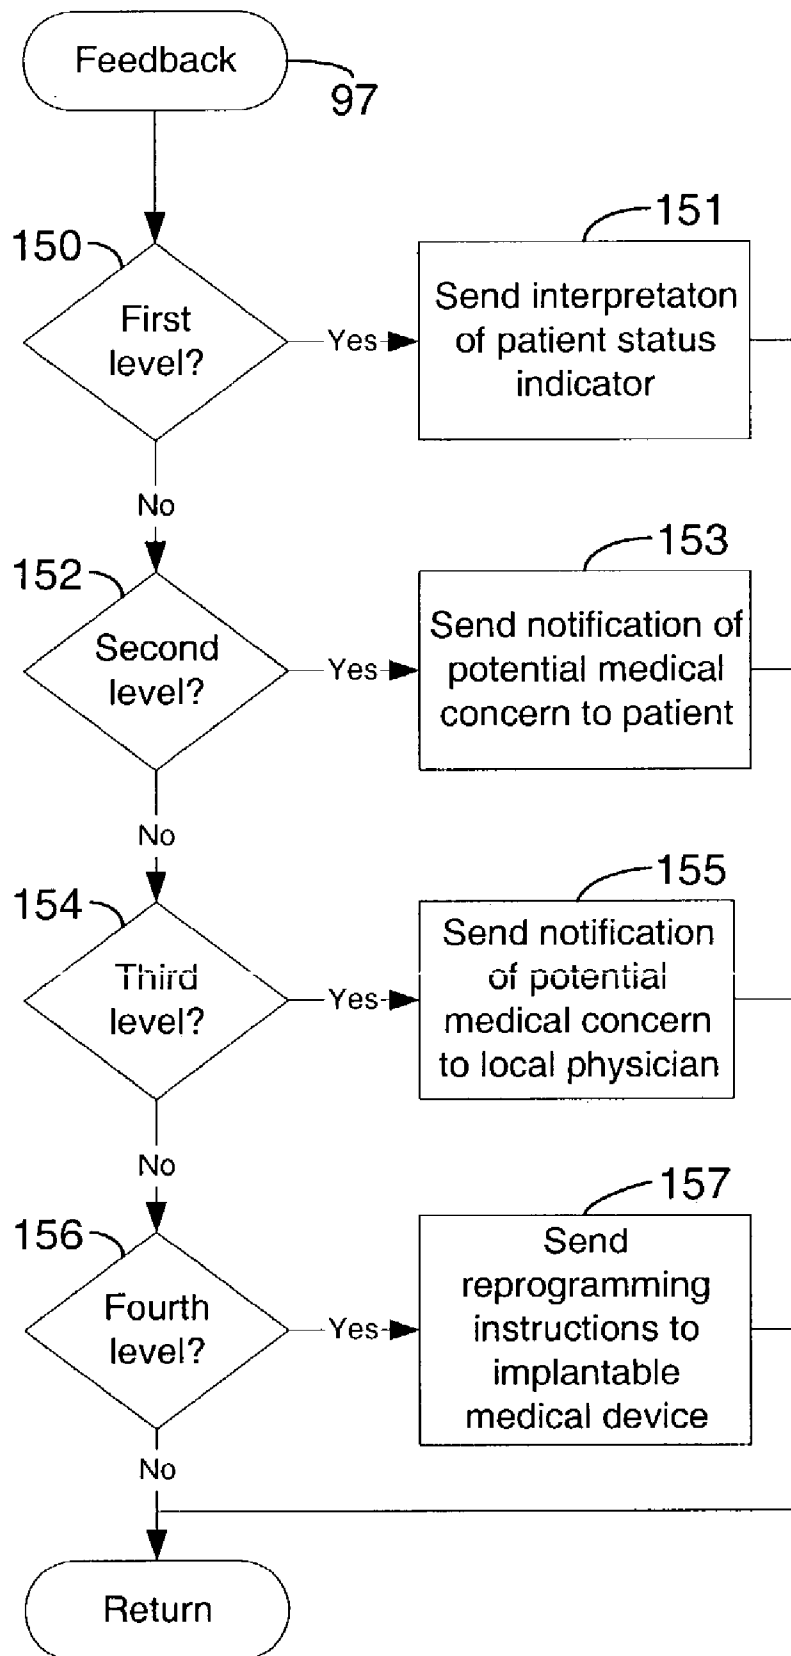 Feedback
97
150
151
First
level?
Yes
Send interpretaton
of patient status
indicator
No
152
153
Second
level?
Yes
Send notification of
potential medical
concern to patient
No
154
155
Third
level?
Yes
Send notification
of potential
medical concern
to local physician
No
156
157
Fourth
level?
Yes
Send
reprogramming
instructions to
implantable
medical device
No
Return